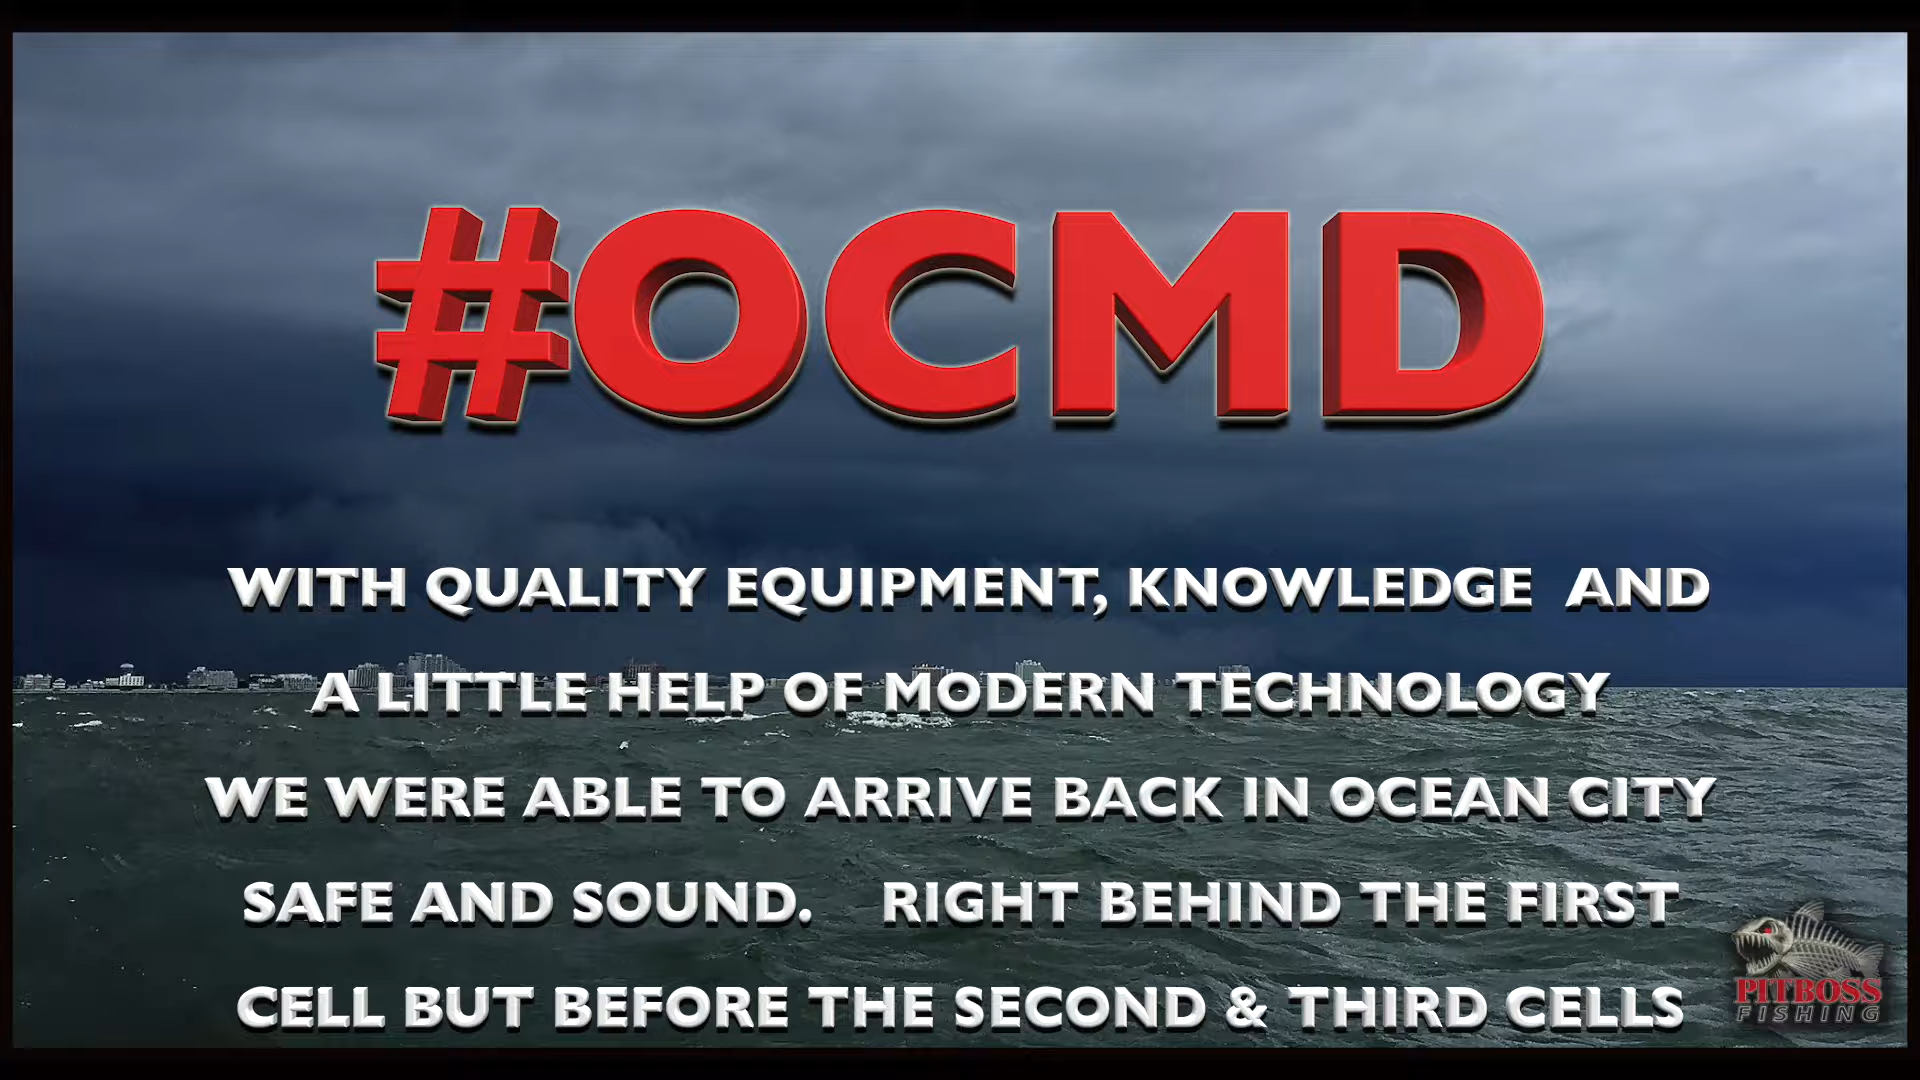 #OCMD
WITH QUALITY EQUIPMENT, KNOWLEDGE AND
A LITTLE HELP OF MODERN TECHNOLOGY
WE WERE ABLE TO ARRIVE BACK IN OCEAN CITY
SAFE AND SOUND. RIGHT BEHIND THE FIRST
CELL BUT BEFORE THE SECOND & THIRD CELLS
PITBOSS
FISHING